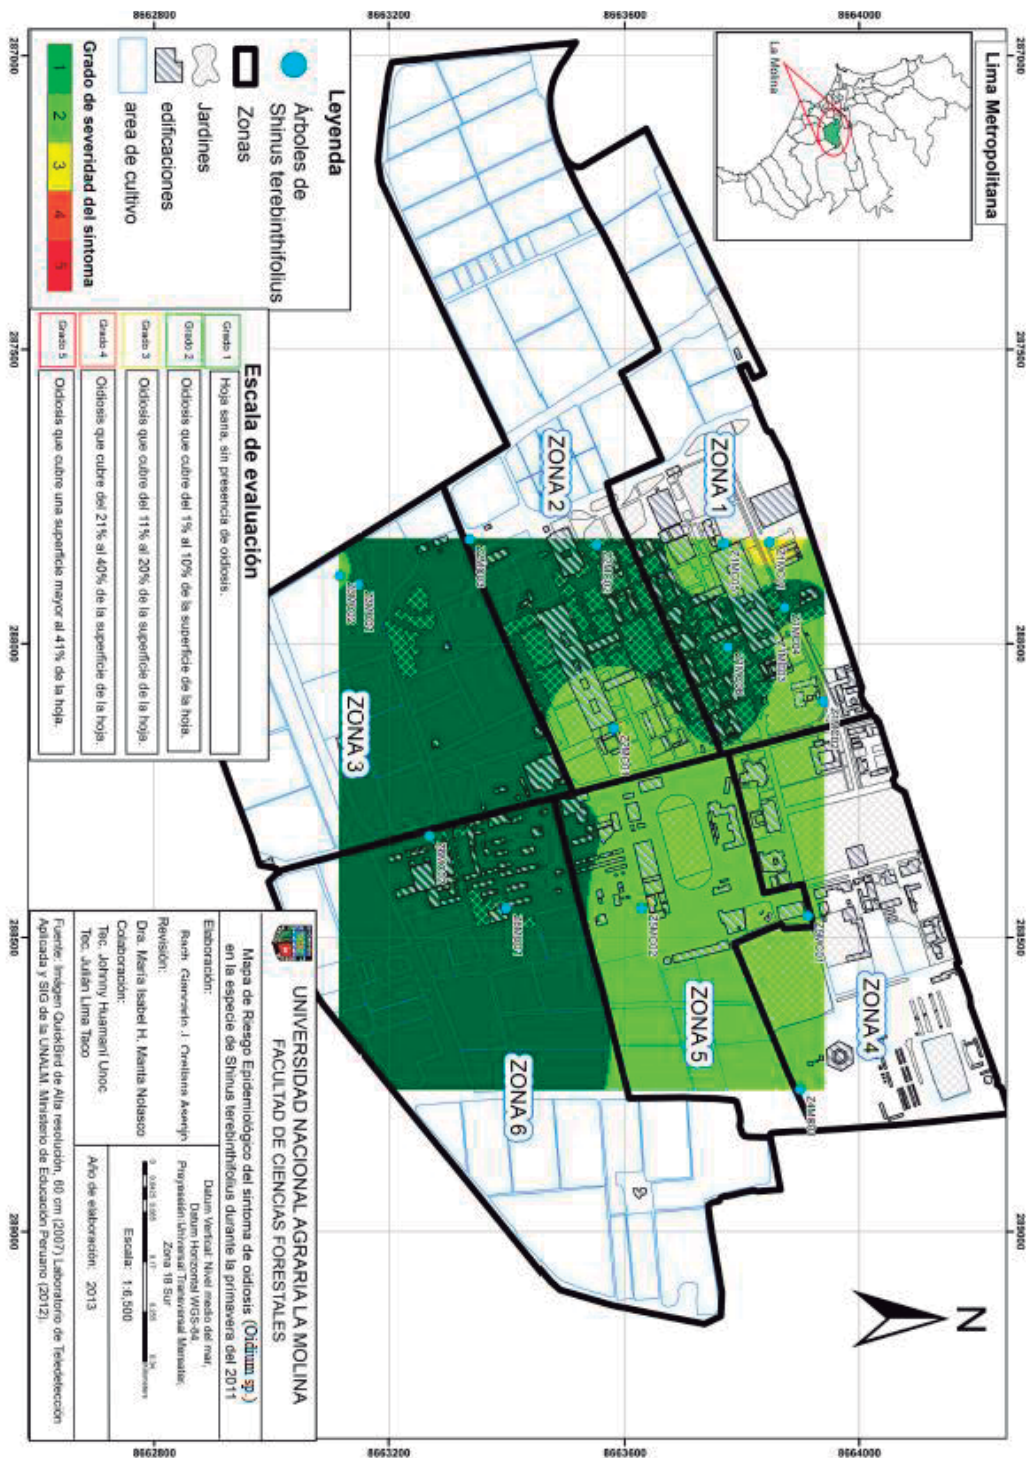 Lima Metropolitana
La Molina
Leyenda
Árboles de
Shinus terebinthifolius
Zonas
Jardines
edificaciones
area de cultivo
Grado de severidad del síntoma
1 2 3 4 5
Escala de evaluación
Grado 1 Hoja sana, sin presencia de oidiosis.
Grado 2 Oidiosis que cubre del 1% al 10% de la superficie de la hoja.
Grado 3 Oidiosis que cubre del 11% al 20% de la superficie de la hoja.
Grado 4 Oidiosis que cubre del 21% al 40% de la superficie de la hoja.
Grado 5 Oidiosis que cubre una superficie mayor al 41% de la hoja.
ZONA 1
ZONA 2
ZONA 3
ZONA 4
ZONA 5
ZONA 6
N
UNIVERSIDAD NACIONAL AGRARIA LA MOLINA
FACULTAD DE CIENCIAS FORESTALES
Mapa de Riesgo Epidemiológico del síntoma de oidiosis (Oidium sp.)
en la especie de Shinus terebinthifolius durante la primavera del 2011
Elaboración:
Orellana Asenjo
Revisión:
Dra. María Isabel H. Manta Nolasco
Colaboración:
Tec. Johnny Huamaní Unoc
Tec. Julián Lima Taco
Datum Vertical: Nivel medio del mar,
Datum Horizontal WGS-84,
Proyección Universal Transversal Mercator,
Zona 18 Sur
Escala: 1:6,500
Año de elaboración: 2013
Fuente: Imágen QuickBird de Alta resolución, 60 cm (2007) Laboratorio de Teledetección
Aplicada y SIG de la UNALM. Ministerio de Educación Peruano (2012).
287000
287500
288000
288500
289000
8662800
8663200
8663600
8664000